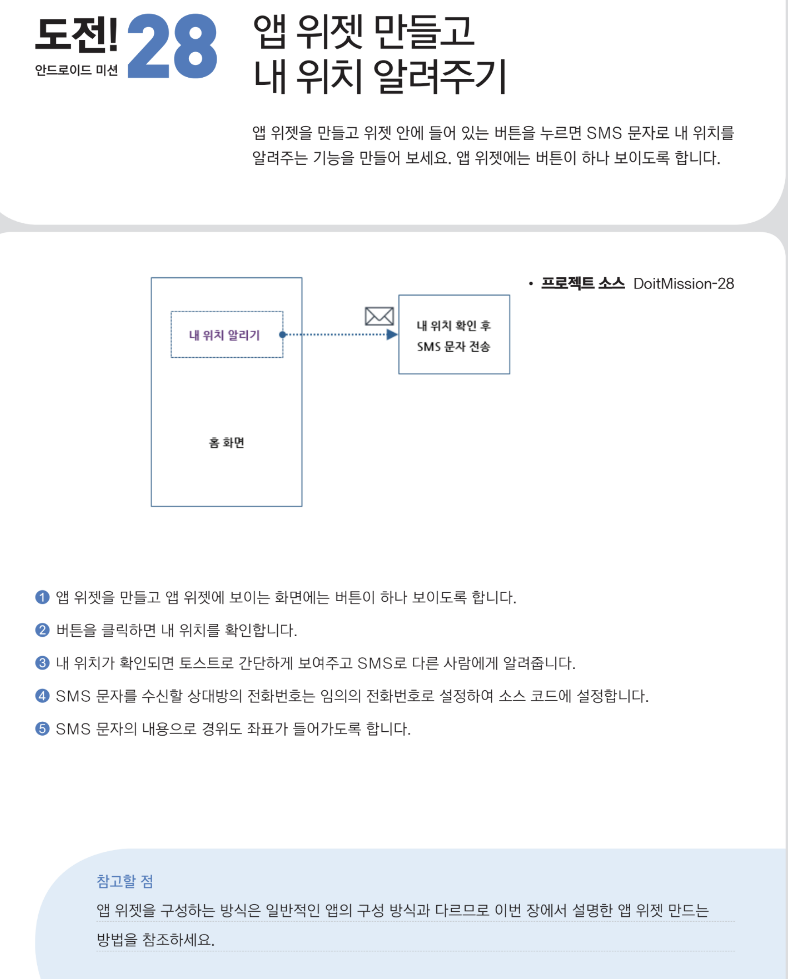 도전! 28
안드로이드 미션
앱 위젯 만들고
내 위치 알려주기
앱 위젯을 만들고 위젯 안에 들어 있는 버튼을 누르면 SMS 문자로 내 위치를
알려주는 기능을 만들어 보세요. 앱 위젯에는 버튼이 하나 보이도록 합니다.
• 프로젝트 소스 DoitMission-28
내 위치 알리기
내 위치 확인 후
SMS 문자 전송
홈 화면
❶ 앱 위젯을 만들고 앱 위젯에 보이는 화면에는 버튼이 하나 보이도록 합니다.
❷ 버튼을 클릭하면 내 위치를 확인합니다.
❸ 내 위치가 확인되면 토스트로 간단하게 보여주고 SMS로 다른 사람에게 알려줍니다.
❹ SMS 문자를 수신할 상대방의 전화번호는 임의의 전화번호로 설정하여 소스 코드에 설정합니다.
❺ SMS 문자의 내용으로 경위도 좌표가 들어가도록 합니다.
참고할 점
앱 위젯을 구성하는 방식은 일반적인 앱의 구성 방식과 다르므로 이번 장에서 설명한 앱 위젯 만드는
방법을 참조하세요.